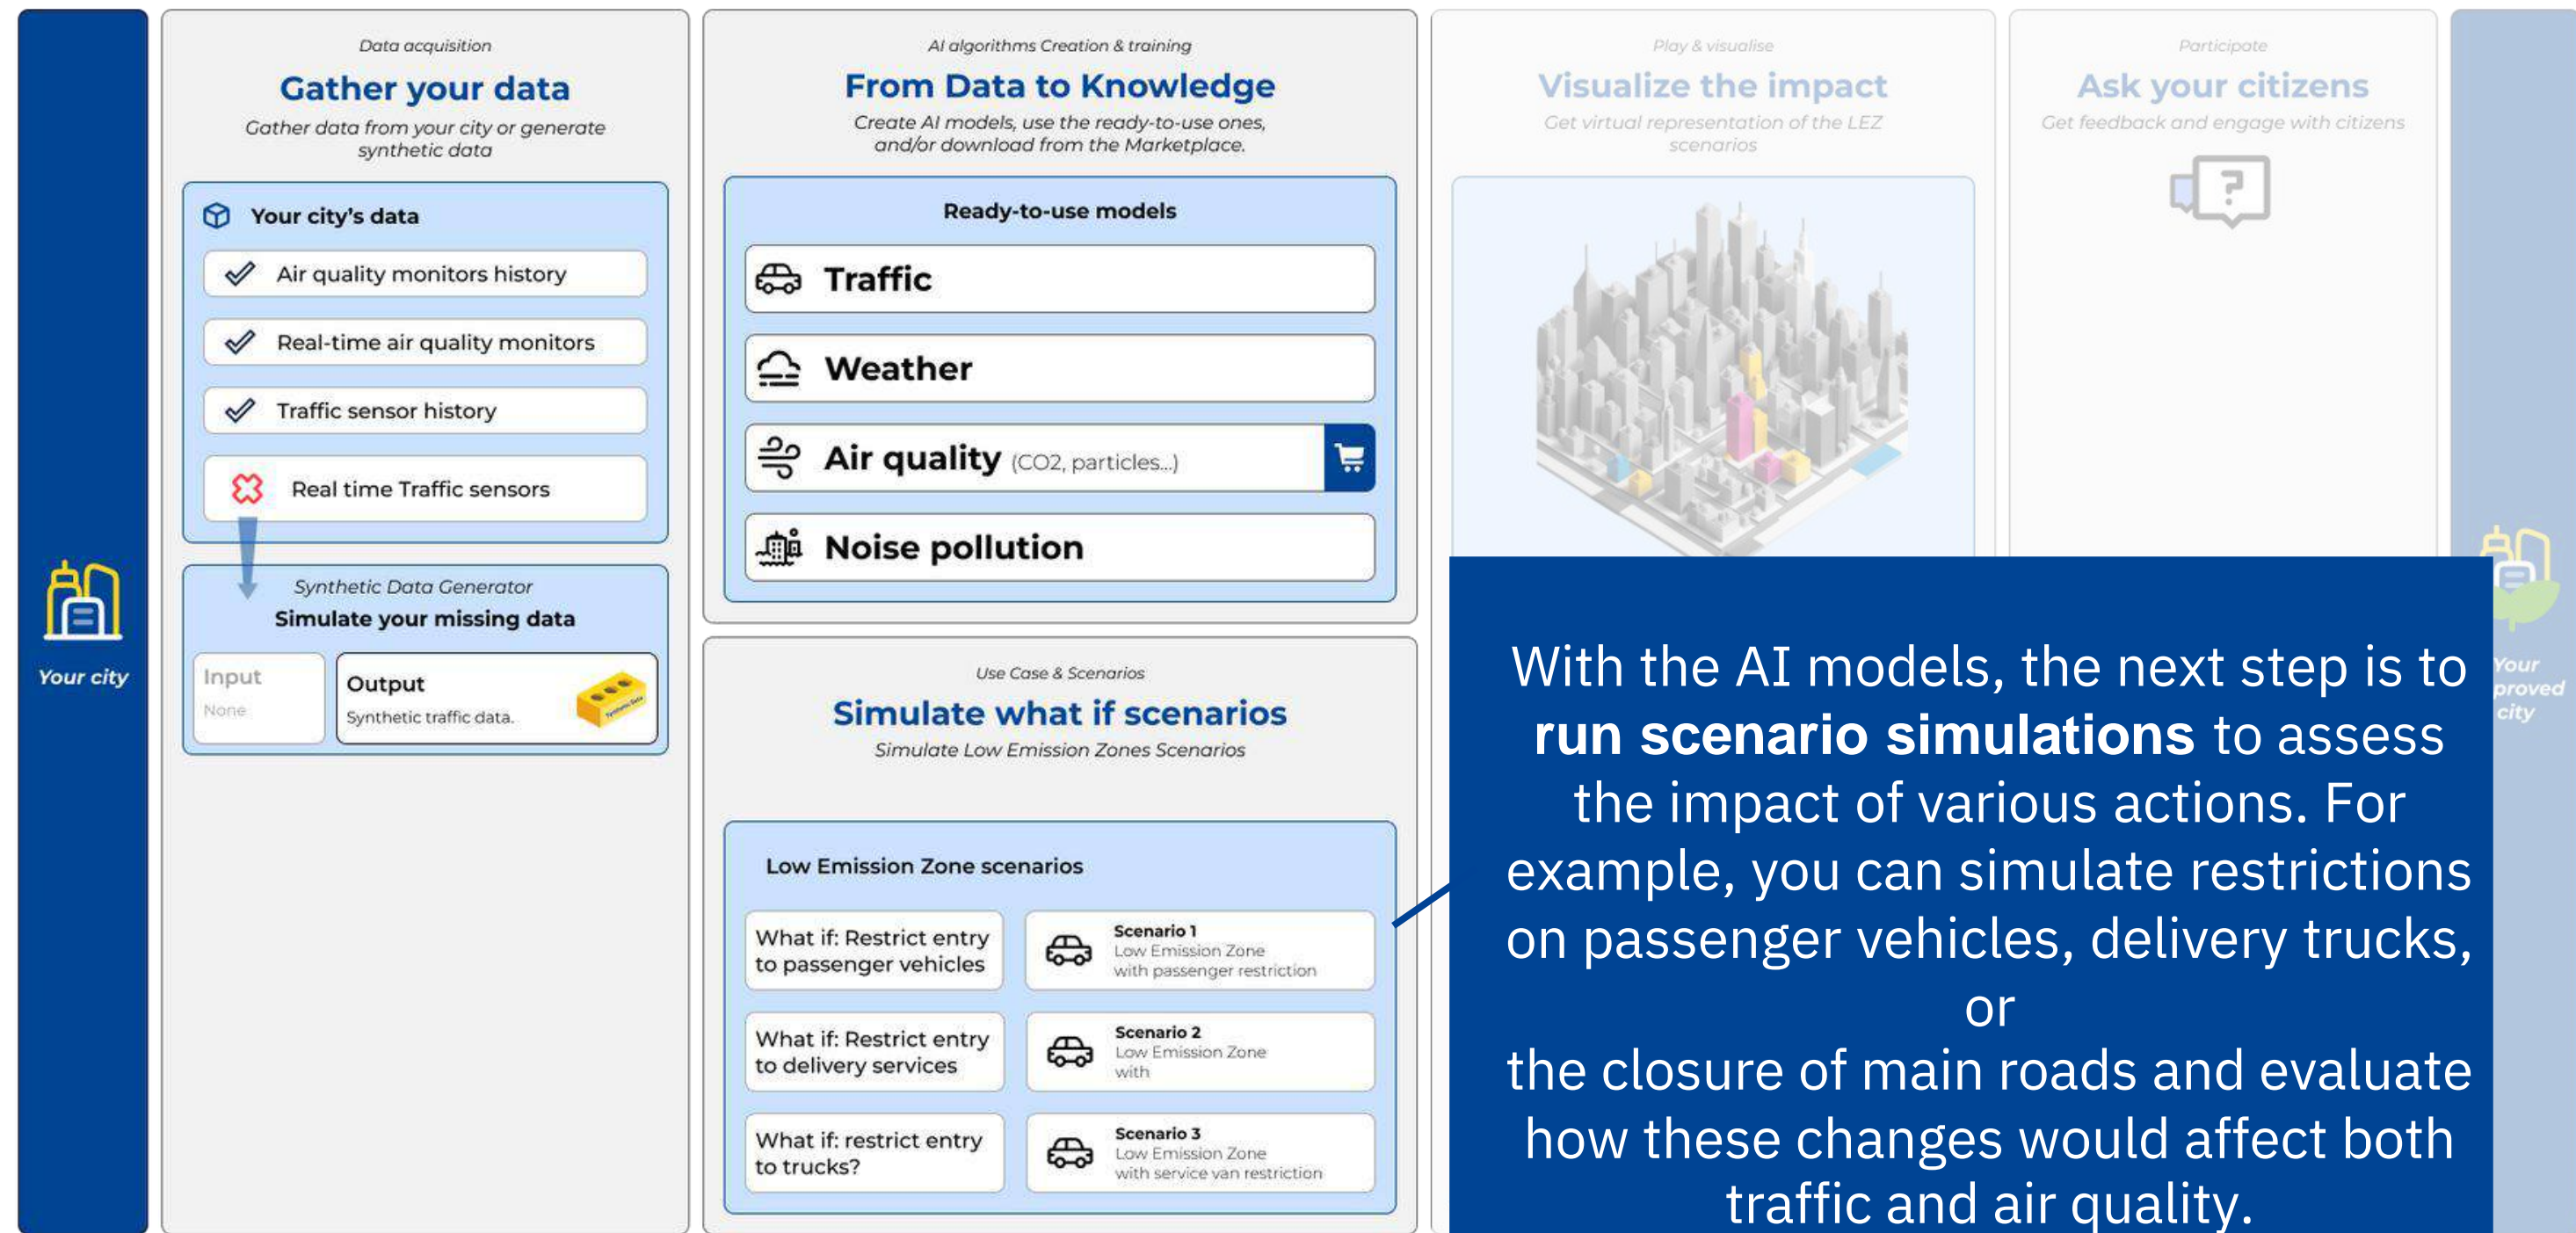 Your city
Data acquisition
Gather your data
Gather data from your city or generate
synthetic data
Your city's data
Air quality monitors history
Real-time air quality monitors
Traffic sensor history
Real time Traffic sensors
Synthetic Data Generator
Simulate your missing data
Input
None
Output
Synthetic traffic data.
Synthetic Data
AI algorithms Creation & training
From Data to Knowledge
Create AI models, use the ready-to-use ones,
and/or download from the Marketplace.
Ready-to-use models
Traffic
Weather
Air quality (CO2, particles...)
Noise pollution
Use Case & Scenarios
Simulate what if scenarios
Simulate Low Emission Zones Scenarios
Low Emission Zone scenarios
What if: Restrict entry
to passenger vehicles
Scenario 1
Low Emission Zone
with passenger restriction
What if: Restrict entry
to delivery services
Scenario 2
Low Emission Zone
with
What if: restrict entry
to trucks?
Scenario 3
Low Emission Zone
with service van restriction
Play & visualise
Visualize the impact
Get virtual representation of the LEZ
scenarios
Participate
Ask your citizens
Get feedback and engage with citizens
?
With the AI models, the next step is to
run scenario simulations to assess
the impact of various actions. For
example, you can simulate restrictions
on passenger vehicles, delivery trucks,
or
the closure of main roads and evaluate
how these changes would affect both
traffic and air quality.
Your
proved
city